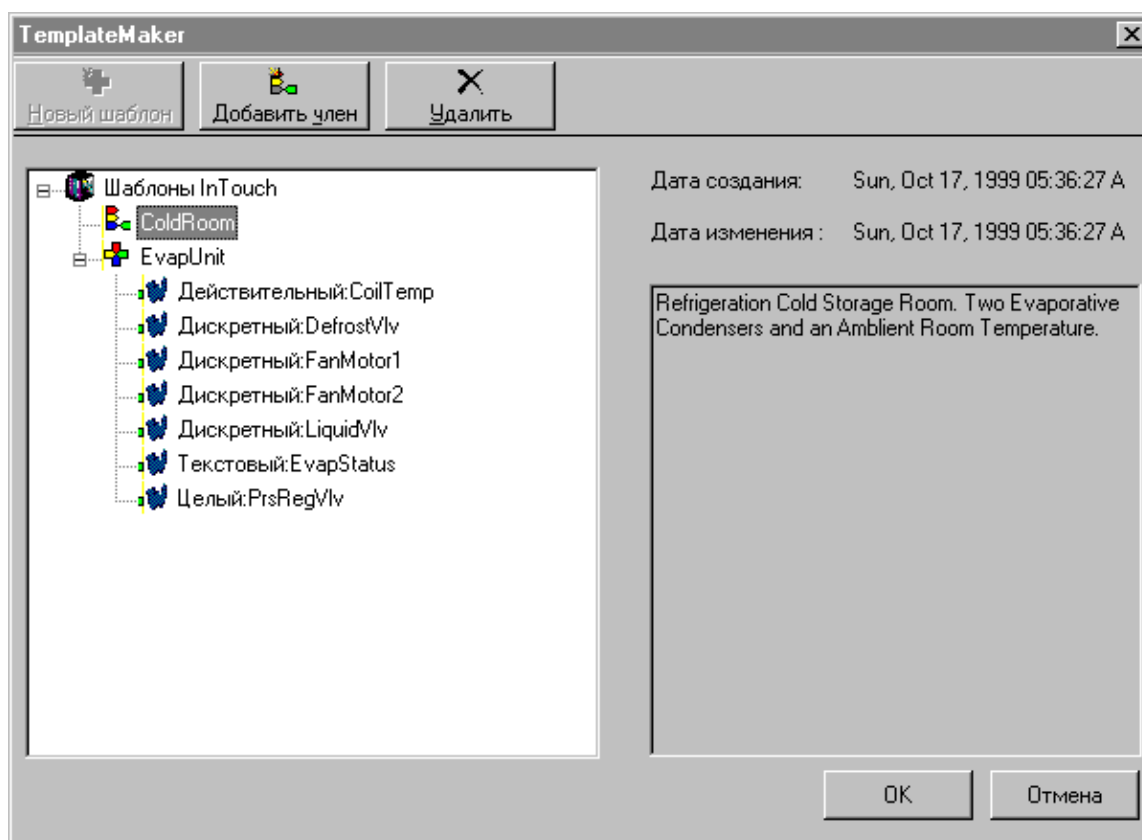 TemplateMaker
Новый шаблон
Добавить член
Удалить
Шаблоны InTouch
ColdRoom
EvapUnit
Действительный:CoilTemp
Дискретный:DefrostVlv
Дискретный:FanMotor1
Дискретный:FanMotor2
Дискретный:LiquidVlv
Текстовый:EvapStatus
Целый:PrsRegVlv
Дата создания: Sun, Oct 17, 1999 05:36:27 A
Дата изменения : Sun, Oct 17, 1999 05:36:27 A
Refrigeration Cold Storage Room. Two Evaporative
Condensers and an Amblient Room Temperature.
OK
Отмена